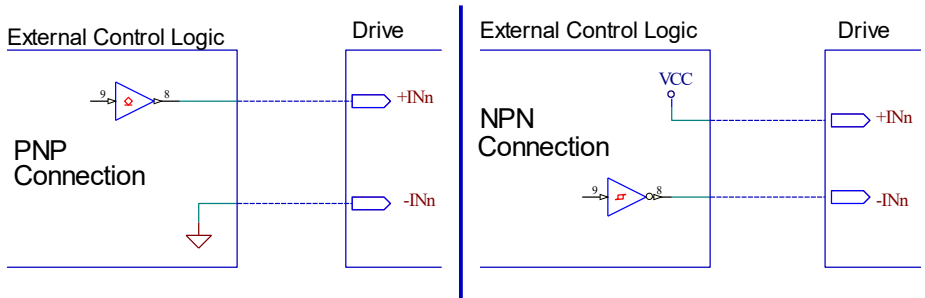 External Control Logic
Drive
9
8
+INn
PNP
Connection
-INn
External Control Logic
Drive
VCC
+INn
NPN
Connection
9
8
-INn